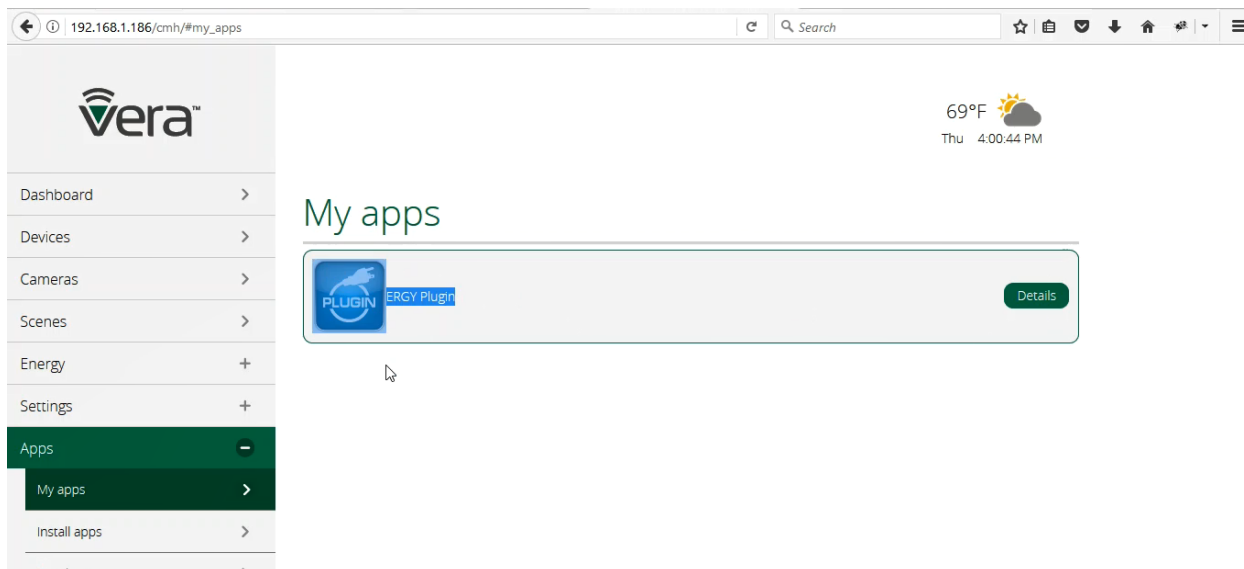 192.168.1.186/cmh/#my_apps
Search
vera™
69°F
Thu 4:00:44 PM
Dashboard
Devices
Cameras
Scenes
Energy
Settings
Apps
My apps
Install apps
My apps
PLUGIN
ERGY Plugin
Details